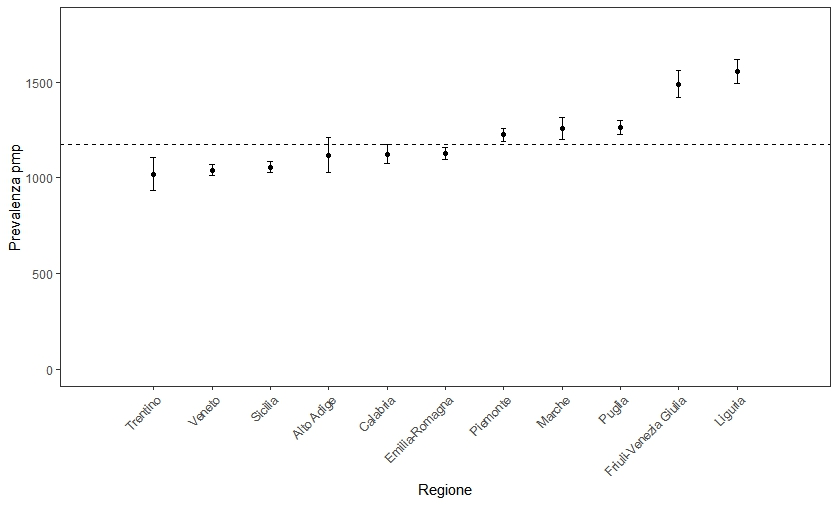 Prevalenza pmp
1500
1000
500
0
Trentino
Veneto
Sicilia
Alto Adige
Calabria
Emilia-Romagna
Piemonte
Marche
Puglia
Friuli-Venezia Giulia
Liguria
Regione